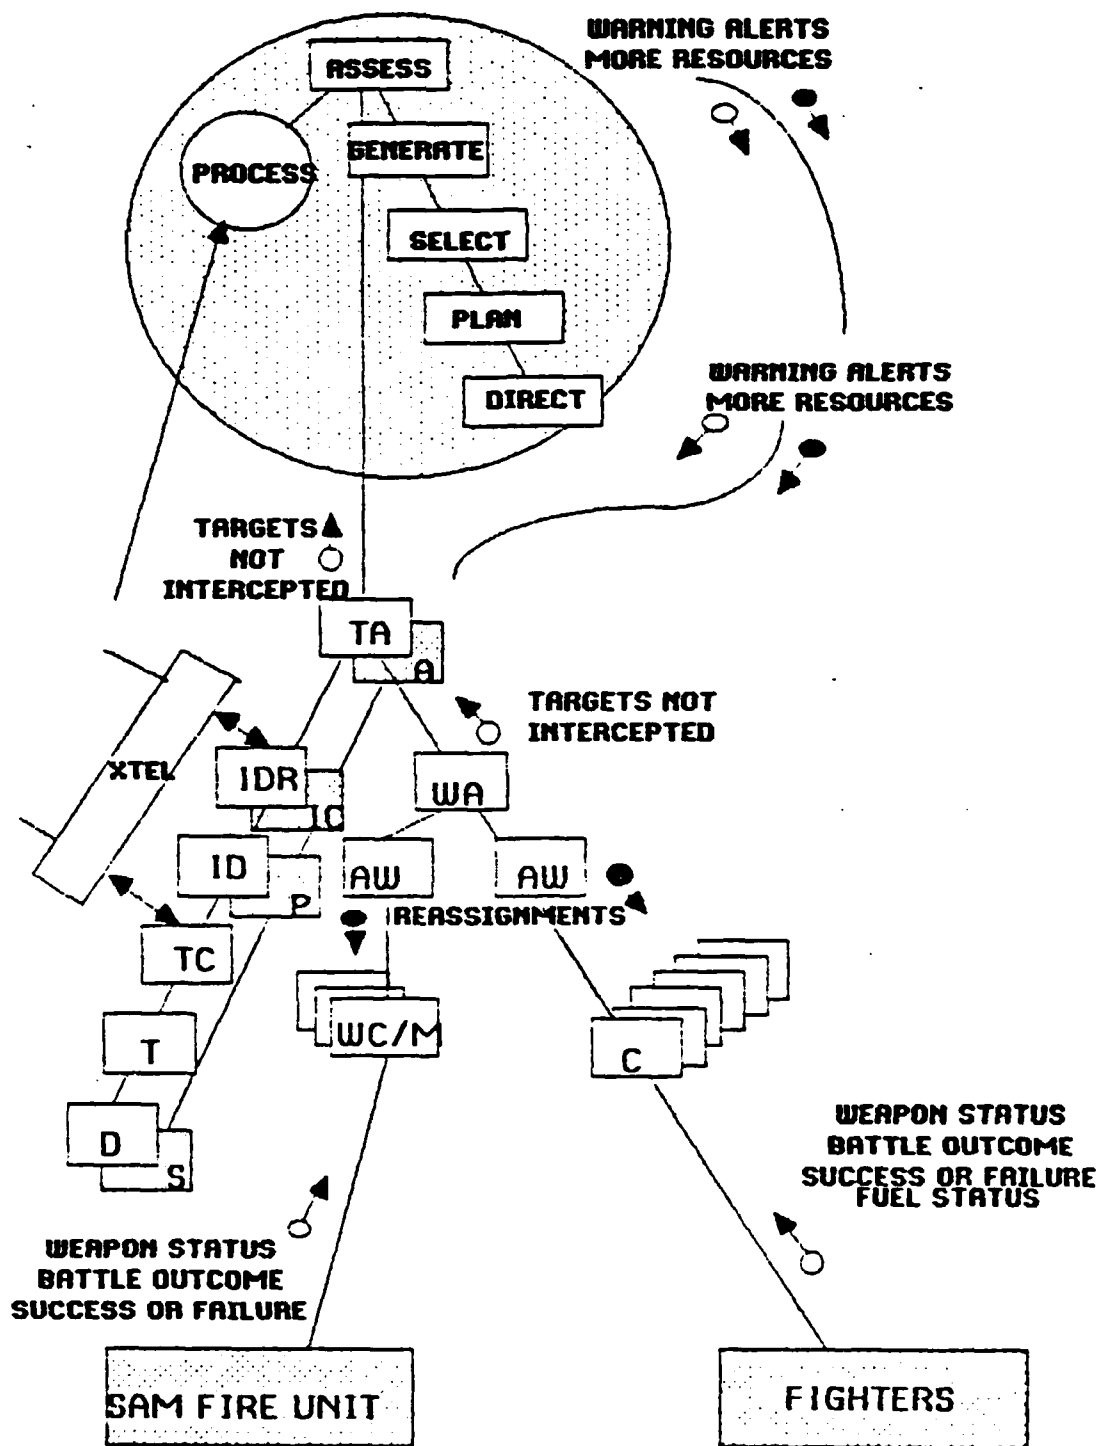 WARNING ALERTS
MORE RESOURCES
ASSESS
PROCESS
GENERATE
SELECT
PLAN
DIRECT
WARNING ALERTS
MORE RESOURCES
TARGETS
NOT
INTERCEPTED
TA
A
TARGETS NOT
INTERCEPTED
XTEL
IDR
IC
WA
ID
P
AW
AW
REASSIGNMENTS
TC
WC/M
T
C
D
S
WEAPON STATUS
BATTLE OUTCOME
SUCCESS OR FAILURE
FUEL STATUS
WEAPON STATUS
BATTLE OUTCOME
SUCCESS OR FAILURE
SAM FIRE UNIT
FIGHTERS